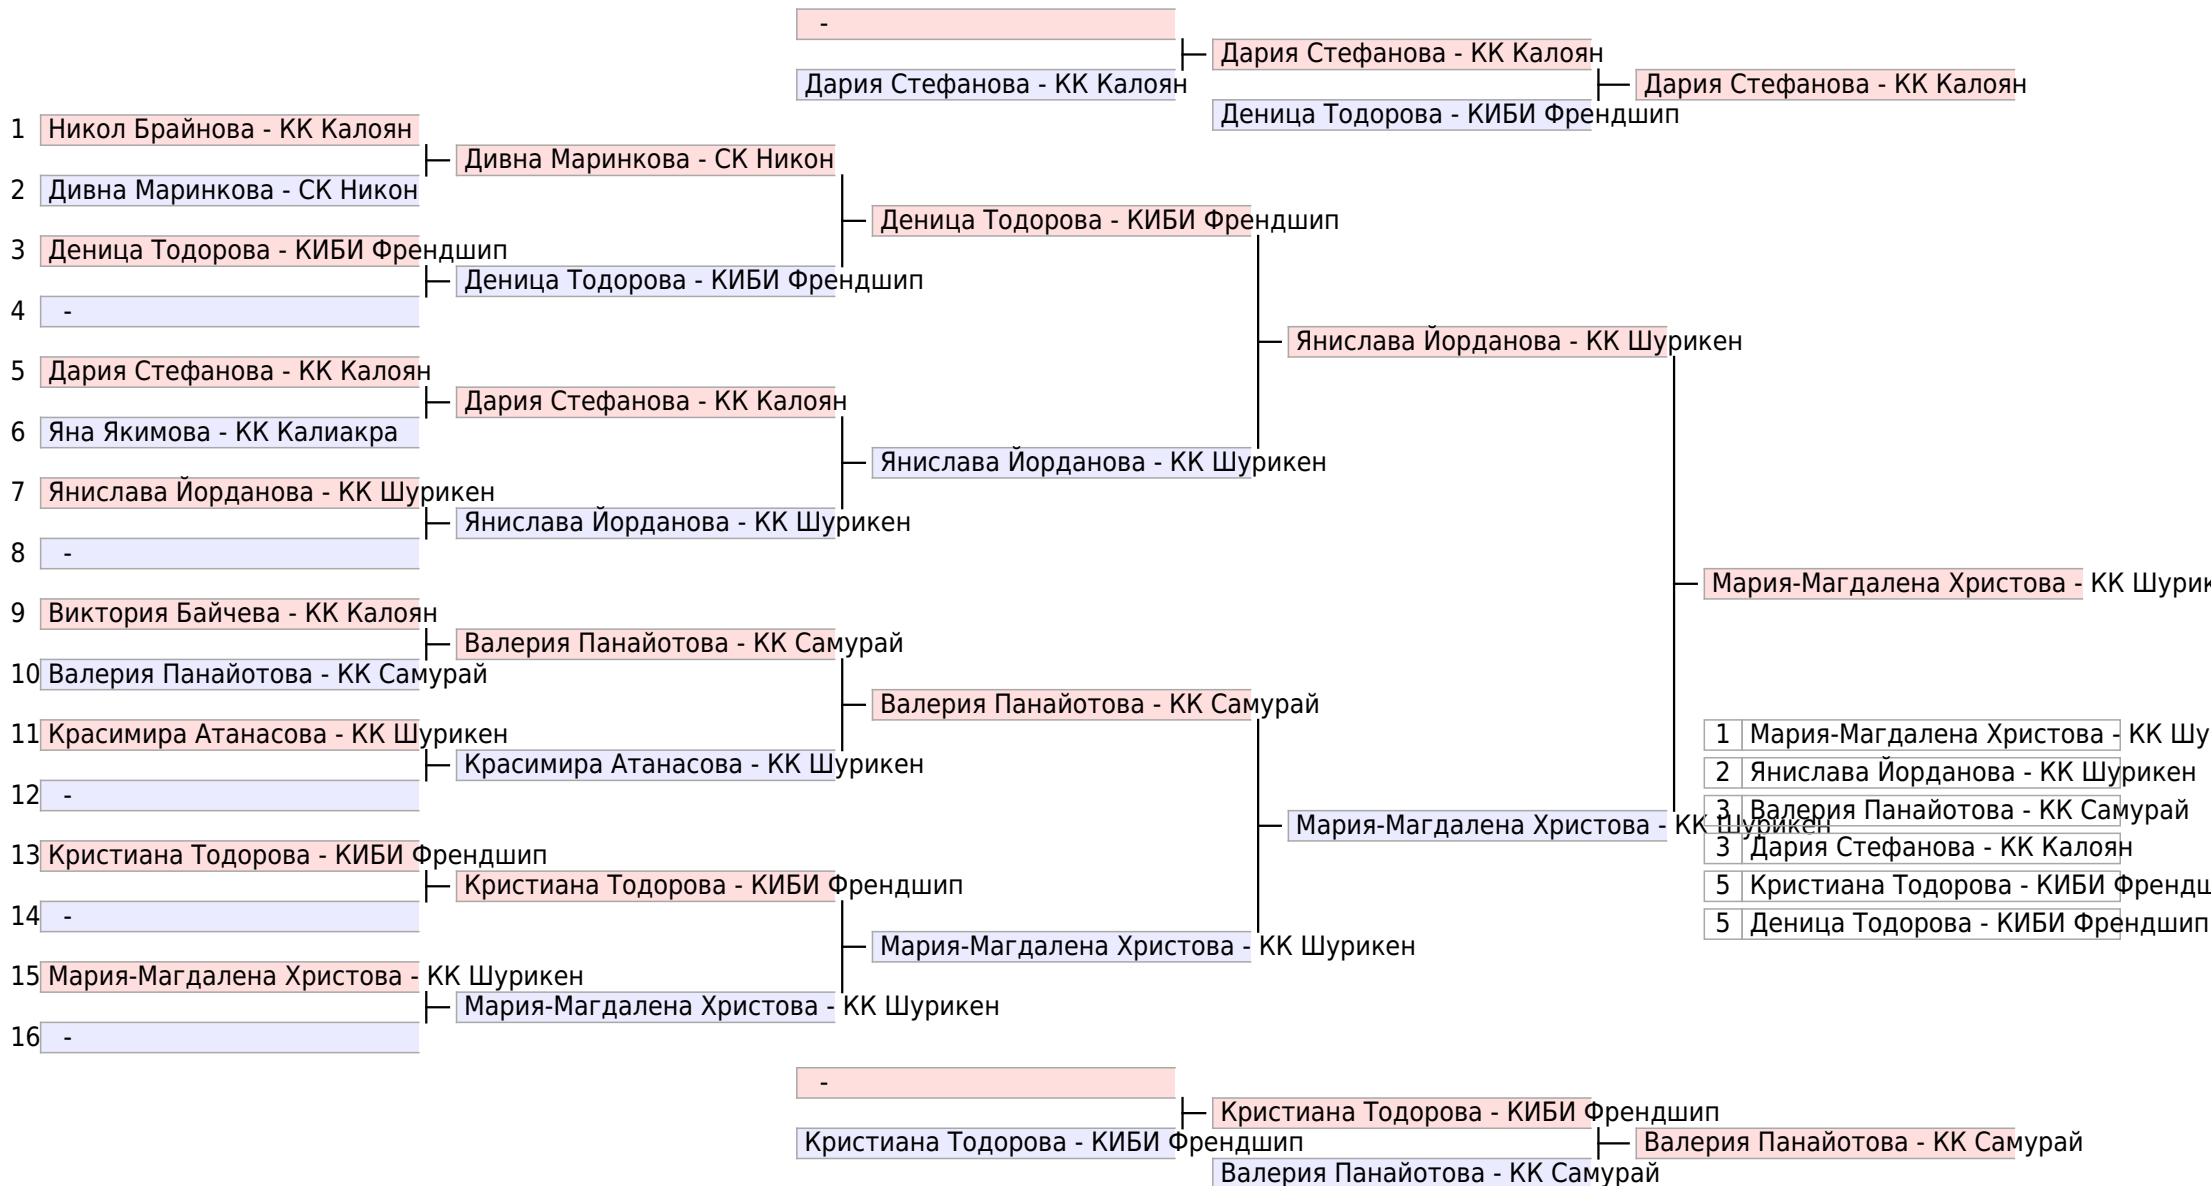 -
Дария Стефанова - КК Калоян
Дария Стефанова - КК Калоян
Деница Тодорова - КИБИ Френдшип
Дария Стефанова - КК Калоян
1 Никол Брайнова - КК Калоян
2 Дивна Маринкова - СК Никон
3 Деница Тодорова - КИБИ Френдшип
4 -
5 Дария Стефанова - КК Калоян
6 Яна Якимова - КК Калиакра
7 Янислава Йорданова - КК Шурикен
8 -
9 Виктория Байчева - КК Калоян
10 Валерия Панайотова - КК Самурай
11 Красимира Атанасова - КК Шурикен
12 -
13 Кристиана Тодорова - КИБИ Френдшип
14 -
15 Мария-Магдалена Христова - КК Шурикен
16 -
Дивна Маринкова - СК Никон
Деница Тодорова - КИБИ Френдшип
Дария Стефанова - КК Калоян
Янислава Йорданова - КК Шурикен
Валерия Панайотова - КК Самурай
Красимира Атанасова - КК Шурикен
Кристиана Тодорова - КИБИ Френдшип
Мария-Магдалена Христова - КК Шурикен
Деница Тодорова - КИБИ Френдшип
Янислава Йорданова - КК Шурикен
Валерия Панайотова - КК Самурай
Мария-Магдалена Христова - КК Шурикен
Янислава Йорданова - КК Шурикен
Мария-Магдалена Христова - КК Шурикен
Мария-Магдалена Христова - КК Шурик
1 Мария-Магдалена Христова - КК Шу
2 Янислава Йорданова - КК Шурикен
3 Валерия Панайотова - КК Самурай
3 Дария Стефанова - КК Калоян
5 Кристиана Тодорова - КИБИ Френдш
5 Деница Тодорова - КИБИ Френдшип
-
Кристиана Тодорова - КИБИ Френдшип
Кристиана Тодорова - КИБИ Френдшип
Валерия Панайотова - КК Самурай
Валерия Панайотова - КК Самурай